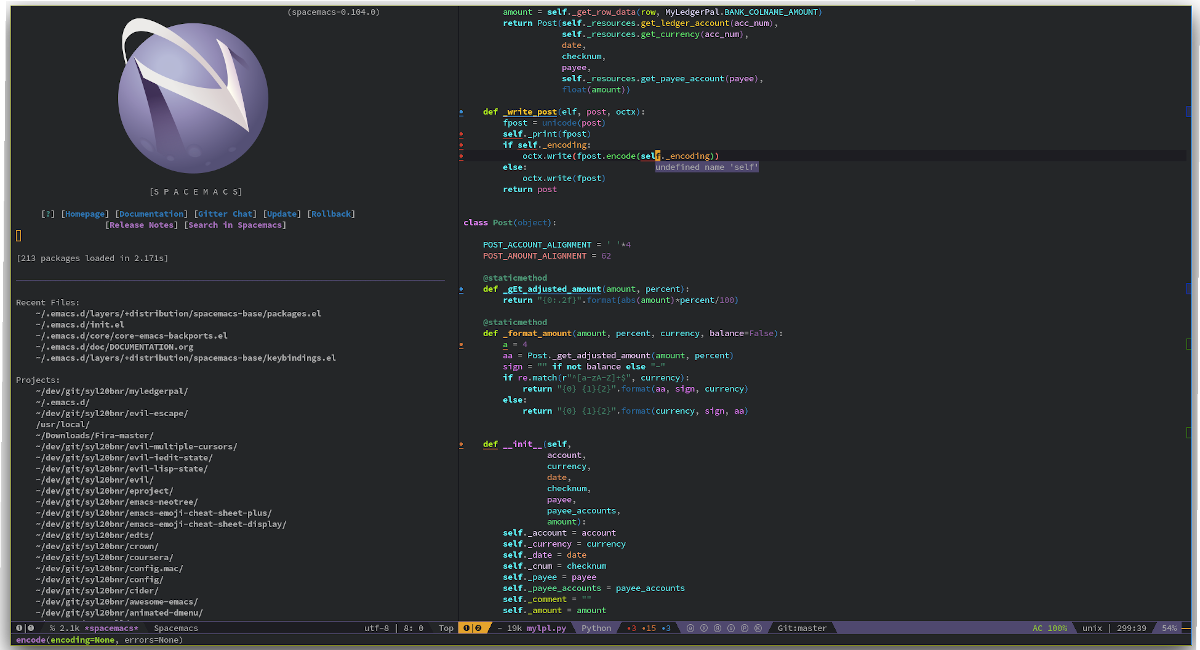 (spacemacs-0.104.0)
[S P A C E M A C S]
[?] [Homepage] [Documentation] [Gitter Chat] [Update] [Rollback]
[Release Notes] [Search in Spacemacs]
[213 packages loaded in 2.171s]
Recent Files:
~/.emacs.d/layers/+distribution/spacemacs-base/packages.el
~/.emacs.d/init.el
~/.emacs.d/core/core-emacs-backports.el
~/.emacs.d/doc/DOCUMENTATION.org
~/.emacs.d/layers/+distribution/spacemacs-base/keybindings.el
Projects:
~/dev/git/syl20bnr/myledgerpal/
~/.emacs.d/
~/dev/git/syl20bnr/evil-escape/
/usr/local/
~/Downloads/Fira-master/
~/dev/git/syl20bnr/evil-multiple-cursors/
~/dev/git/syl20bnr/evil-iedit-state/
~/dev/git/syl20bnr/evil-lisp-state/
~/dev/git/syl20bnr/evil/
~/dev/git/syl20bnr/eproject/
~/dev/git/syl20bnr/emacs-neotree/
~/dev/git/syl20bnr/emacs-emoji-cheat-sheet-plus/
~/dev/git/syl20bnr/emacs-emoji-cheat-sheet-display/
~/dev/git/syl20bnr/edts/
~/dev/git/syl20bnr/crown/
~/dev/git/syl20bnr/coursera/
~/dev/git/syl20bnr/config.mac/
~/dev/git/syl20bnr/config/
~/dev/git/syl20bnr/cider/
~/dev/git/syl20bnr/awesome-emacs/
~/dev/git/syl20bnr/animated-dmenu/
❶|❺ % 2.1k *spacemacs* Spacemacs utf-8 | 8: 0 Top
amount = self._get_row_data(row, MyLedgerPal.BANK_COLNAME_AMOUNT)
return Post(self._resources.get_ledger_account(acc_num),
self._resources.get_currency(acc_num),
date,
checknum,
payee,
self._resources.get_payee_account(payee),
float(amount))
def _write_post(elf, post, octx):
fpost = unicode(post)
self._print(fpost)
if self._encoding:
octx.write(fpost.encode(self._encoding))
else:
undefined name 'self'
octx.write(fpost)
return post
class Post(object):
POST_ACCOUNT_ALIGNMENT = ' '*4
POST_AMOUNT_ALIGNMENT = 62
@staticmethod
def _gEt_adjusted_amount(amount, percent):
return "{0:.2f}".format(abs(amount)*percent/100)
@staticmethod
def _format_amount(amount, percent, currency, balance=False):
a = 4
aa = Post._get_adjusted_amount(amount, percent)
sign = "" if not balance else "-"
if re.match(r"^[a-zA-Z]+$", currency):
return "{0} {1}{2}".format(aa, sign, currency)
else:
return "{0} {1}{2}".format(currency, sign, aa)
def __init__(self,
account,
currency,
date,
checknum,
payee,
payee_accounts,
amount):
self._account = account
self._currency = currency
self._date = date
self._cnum = checknum
self._payee = payee
self._payee_accounts = payee_accounts
self._comment = ""
self._amount = amount
❶|❷ - 19k mylpl.py Python •3 •15 •3 Git:master AC 100% unix | 299:39 54%
encode(encoding=None, errors=None)